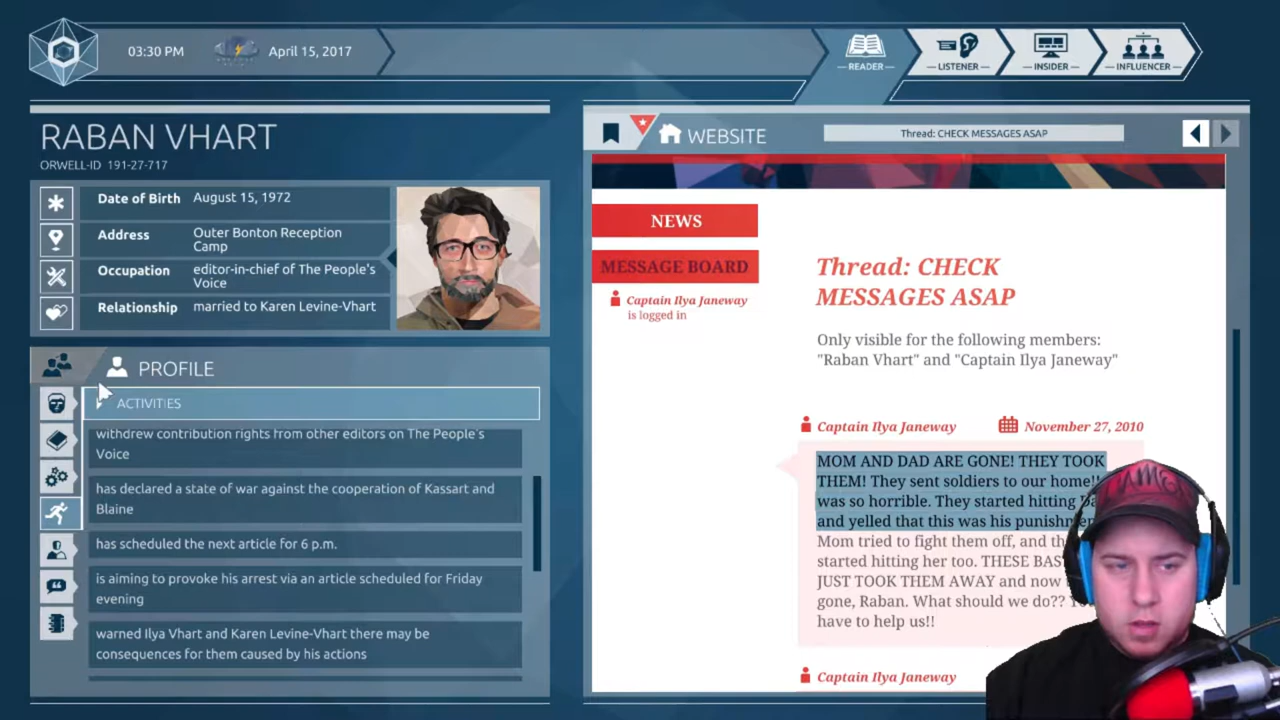 03:30 PM
April 15, 2017
READER
LISTENER
INSIDER
INFLUENCER
RABAN VHART
ORWELL-ID 191-27-717
Date of Birth August 15, 1972
Address Outer Bonton Reception
Camp
Occupation editor-in-chief of The People's
Voice
Relationship married to Karen Levine-Vhart
PROFILE
ACTIVITIES
withdrew contribution rights from other editors on The People's
Voice
has declared a state of war against the cooperation of Kassart and
Blaine
has scheduled the next article for 6 p.m.
is aiming to provoke his arrest via an article scheduled for Friday
evening
warned Ilya Vhart and Karen Levine-Vhart there may be
consequences for them caused by his actions
WEBSITE
Thread: CHECK MESSAGES ASAP
NEWS
MESSAGE BOARD
Captain Ilya Janeway
is logged in
Thread: CHECK
MESSAGES ASAP
Only visible for the following members:
"Raban Vhart" and "Captain Ilya Janeway"
Captain Ilya Janeway November 27, 2010
MOM AND DAD ARE GONE! THEY TOOK
THEM! They sent soldiers to our home!!
was so horrible. They started hitting
and yelled that this was his
Mom tried to fight them off, and
started hitting her too. THESE
JUST TOOK THEM AWAY and now
gone, Raban. What should we do??
have to help us!!
Captain Ilya Janeway